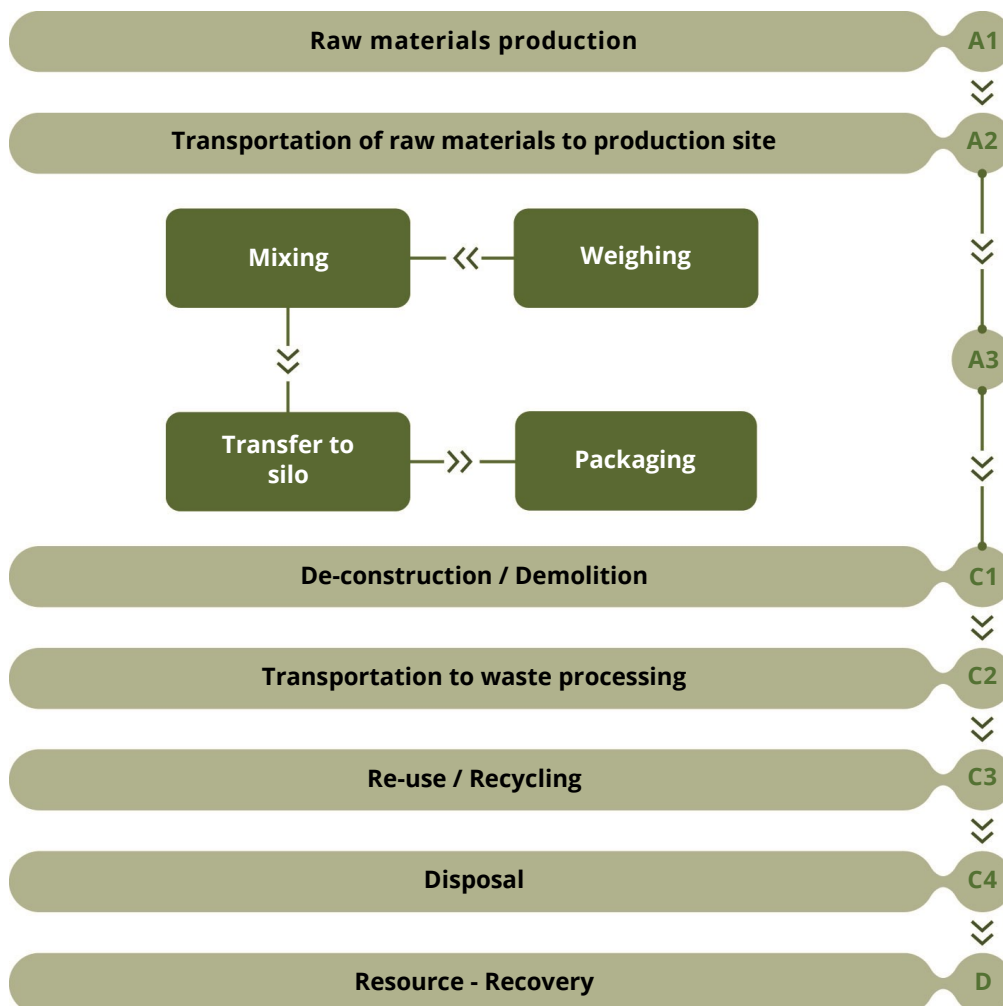 Raw materials production A1
Transportation of raw materials to production site A2
Mixing
Weighing
A3
Transfer to
silo
Packaging
De-construction / Demolition C1
Transportation to waste processing C2
Re-use / Recycling C3
Disposal C4
Resource - Recovery D